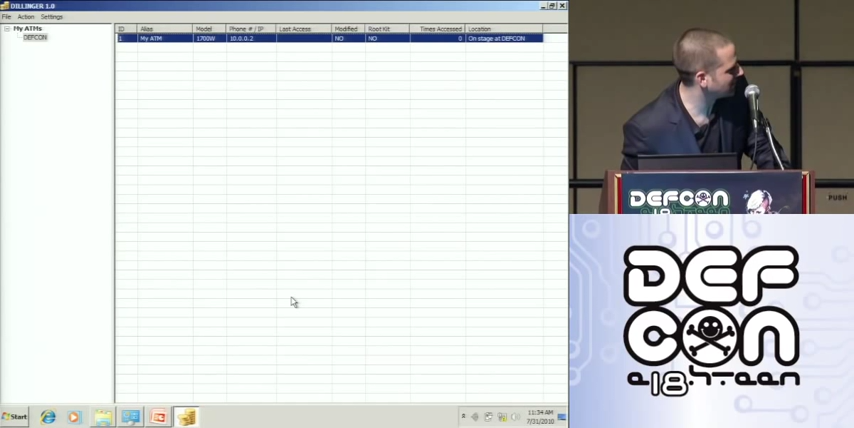 DILLINGER 1.0
File Action Settings
My ATMs
DEFCON
ID Alias Model Phone # / IP Last Access Modified Root Kit Times Accessed Location
1 My ATM 1700W 10.0.0.2 NO NO 0 On stage at DEFCON
Start
11:34 AM
7/31/2010
DEFCON
PUSH
DEF
CON
e18hteen